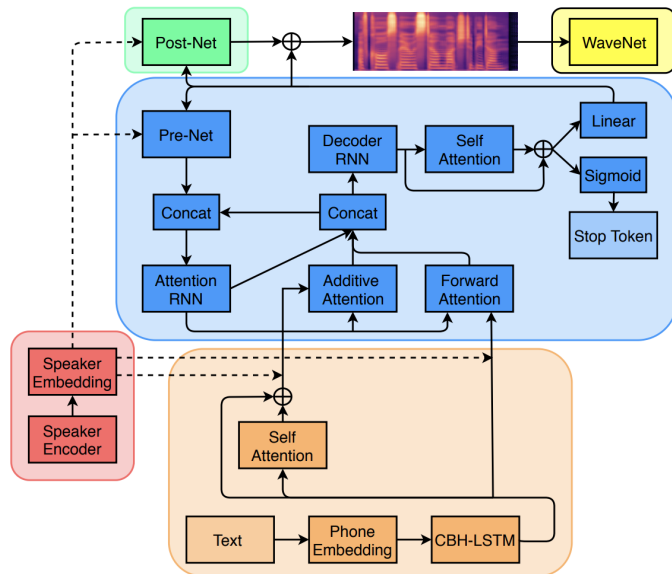 Post-Net
WaveNet
Pre-Net
Decoder
RNN
Self
Attention
Linear
Sigmoid
Concat
Concat
Stop Token
Attention
RNN
Additive
Attention
Forward
Attention
Speaker
Embedding
Speaker
Encoder
Self
Attention
Text
Phone
Embedding
CBH-LSTM